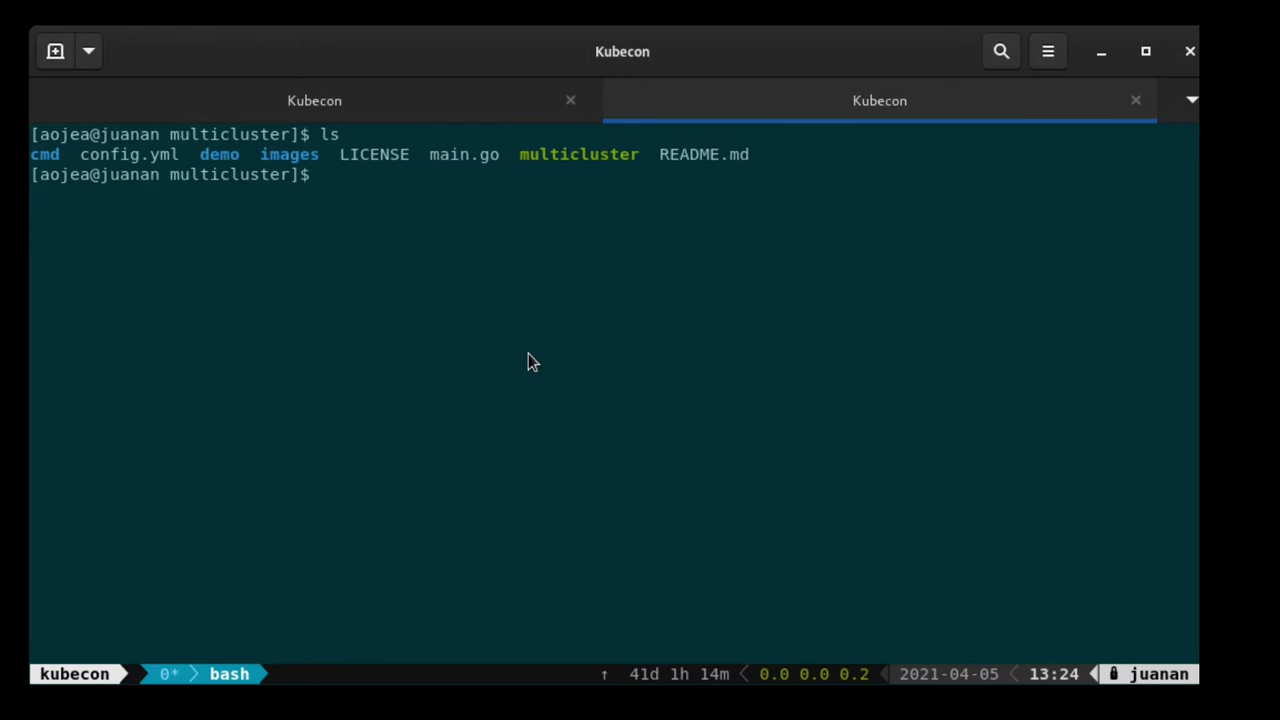 Kubecon
Kubecon
Kubecon
[aojea@juanan multicluster]$ ls
cmd config.yml demo images LICENSE main.go multicluster README.md
[aojea@juanan multicluster]$
kubecon 0* bash ↑ 41d 1h 14m 0.0 0.0 0.2 2021-04-05 13:24 juanan